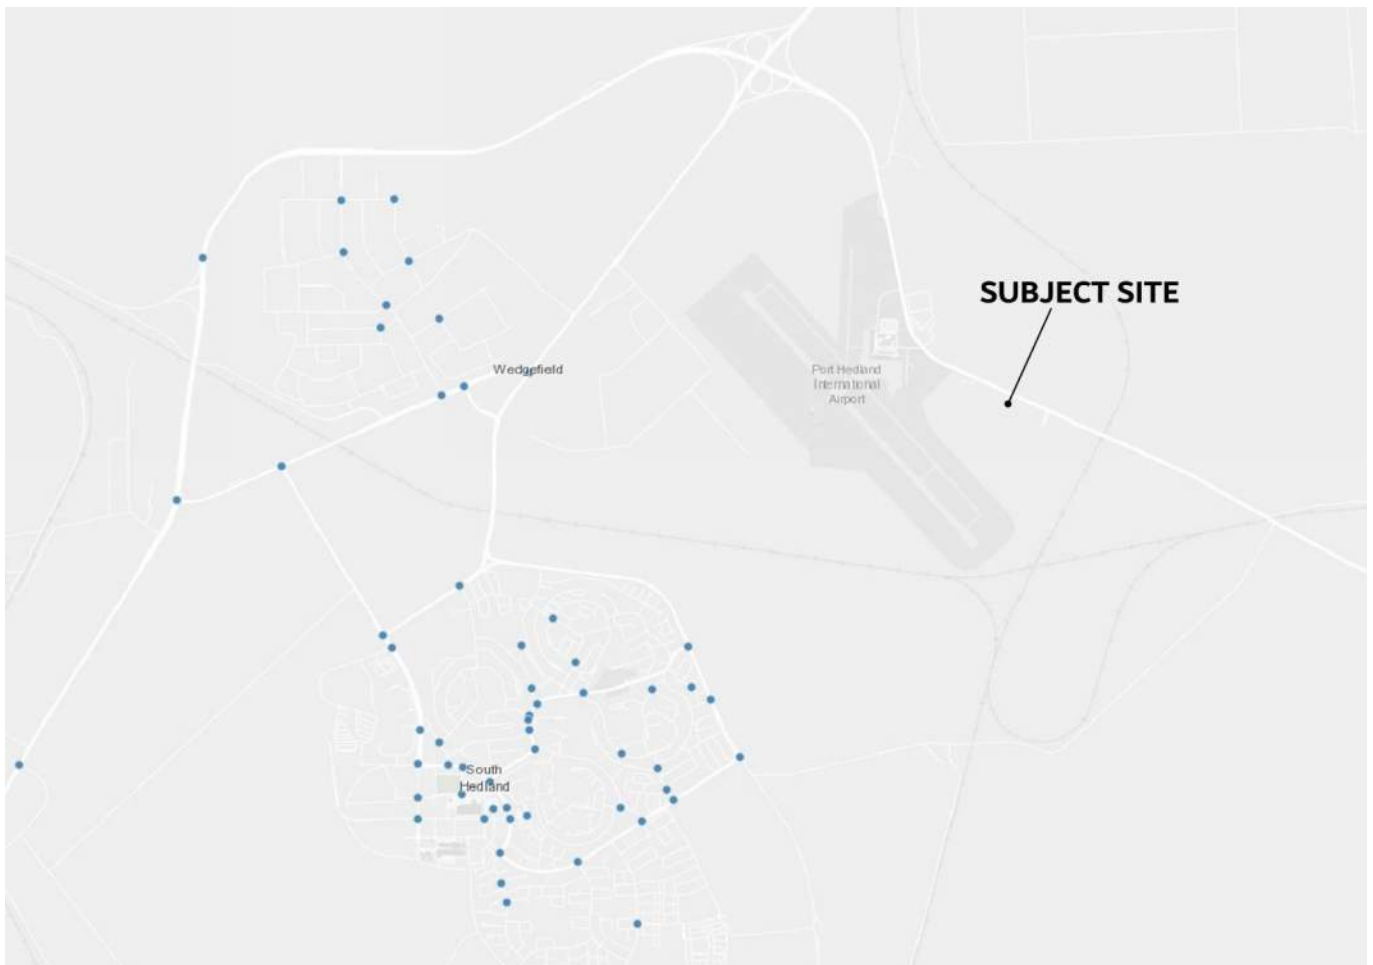 SUBJECT SITE
Wedgefield
Port Hedland
International
Airport
South
Hedland